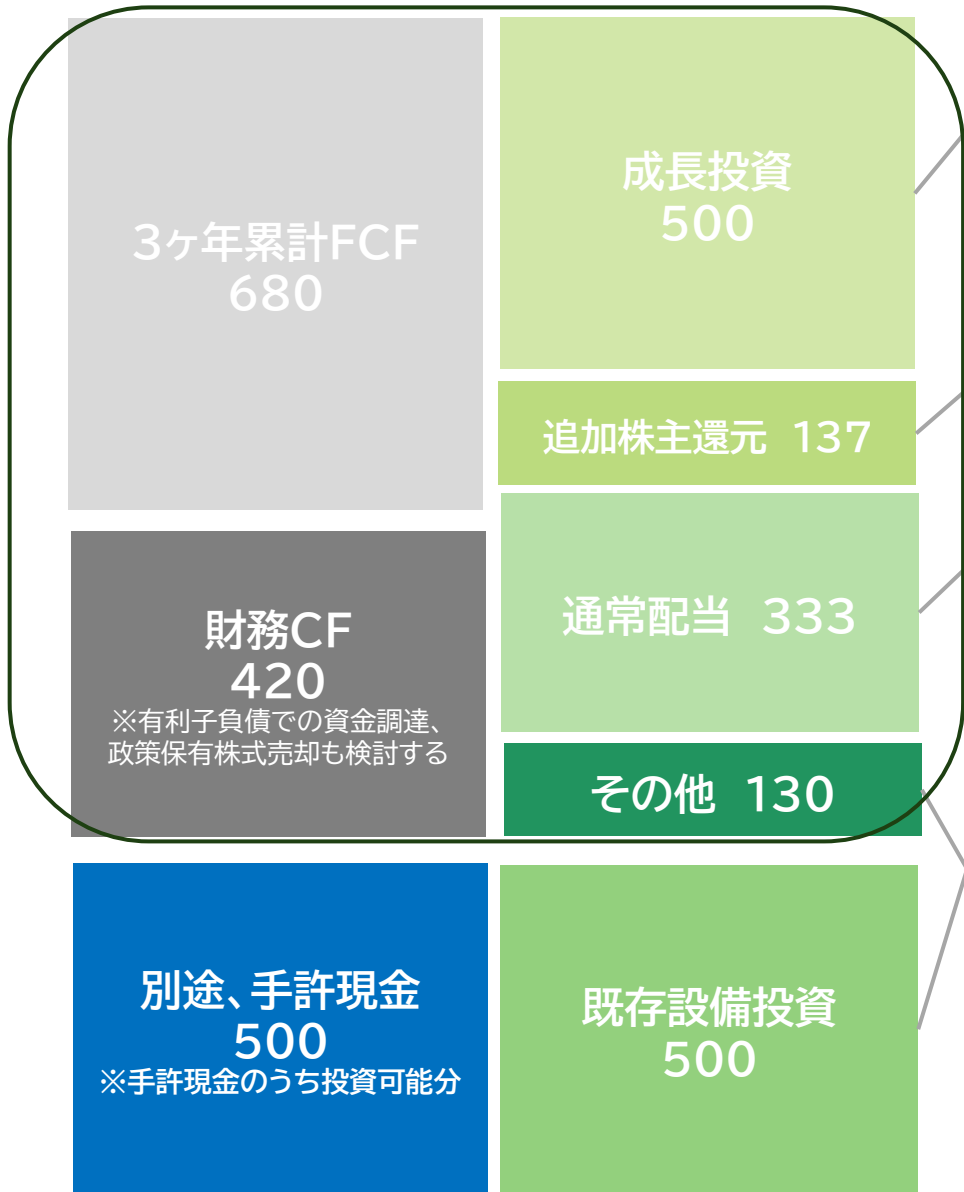 3ヶ年累計FCF
680
財務CF
420
※有利子負債での資金調達、
政策保有株式売却も検討する
別途、手許現金
500
※手許現金のうち投資可能分
成長投資
500
追加株主還元 137
通常配当 333
その他 130
既存設備投資
500